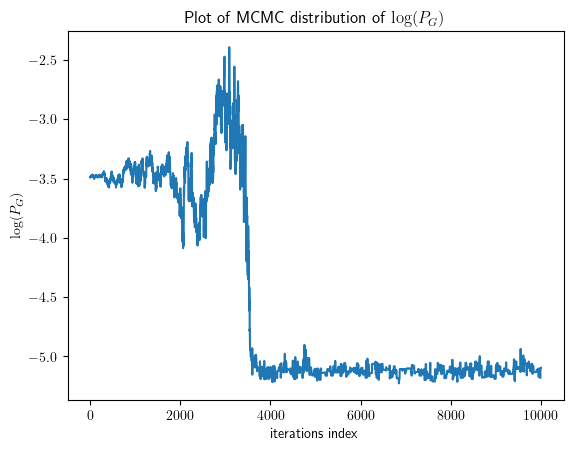 Plot of MCMC distribution of log(P_G)
log(P_G)
−2.5
−3.0
−3.5
−4.0
−4.5
−5.0
0 2000 4000 6000 8000 10000
iterations index